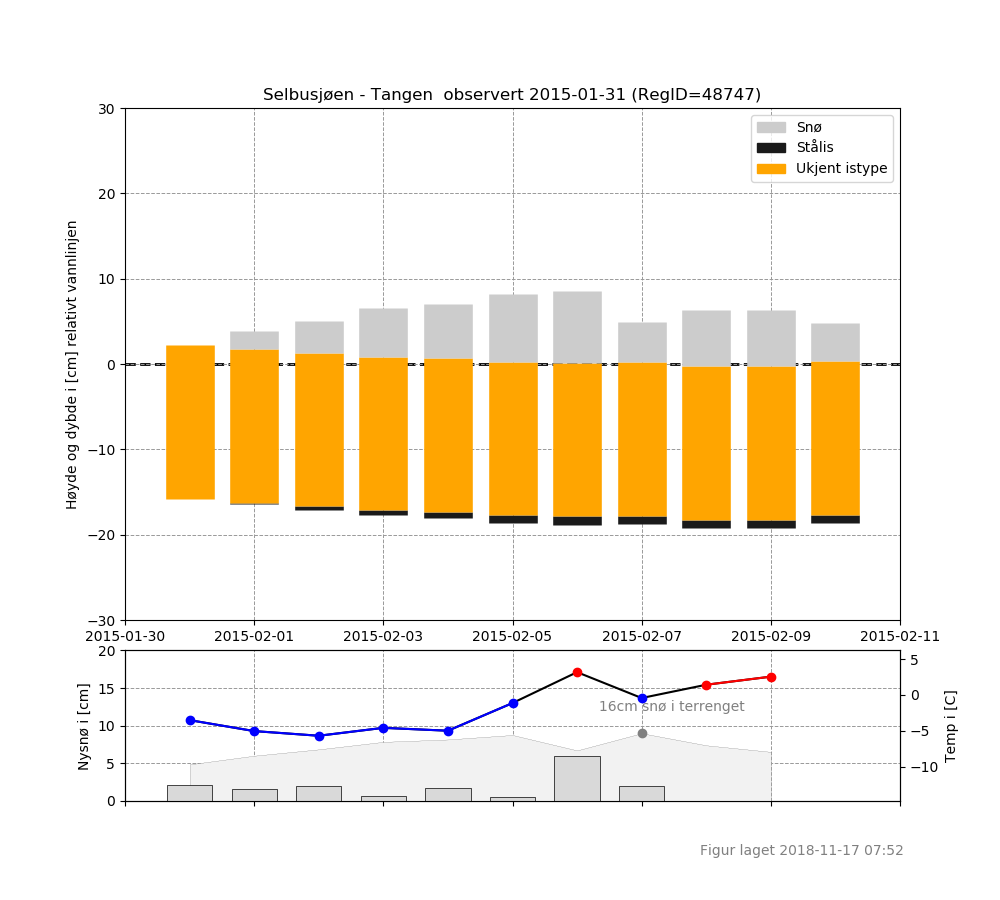 Selbusjøen - Tangen  observert 2015-01-31 (RegID=48747)
Snø
Stålis
Ukjent istype
Høyde og dybde i [cm] relativt vannlinjen
30
20
10
0
−10
−20
−30
2015-01-30 2015-02-01 2015-02-03 2015-02-05 2015-02-07 2015-02-09 2015-02-11
Nysnø i [cm]
20
15
10
5
0
16cm snø i terrenget
5
0
−5
−10
Temp i [C]
Figur laget 2018-11-17 07:52